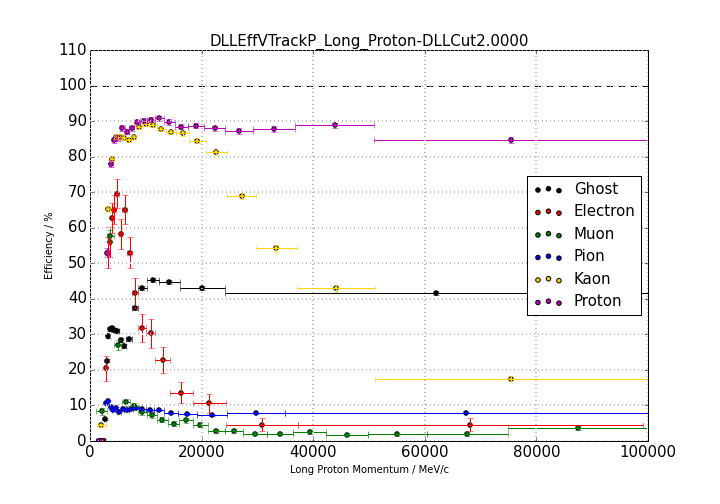 DLLEffVTrackP_Long_Proton-DLLCut2.0000
110
100
90
80
70
60
50
40
30
20
10
0
Efficiency / %
Ghost
Electron
Muon
Pion
Kaon
Proton
0 20000 40000 60000 80000 100000
Long Proton Momentum / MeV/c